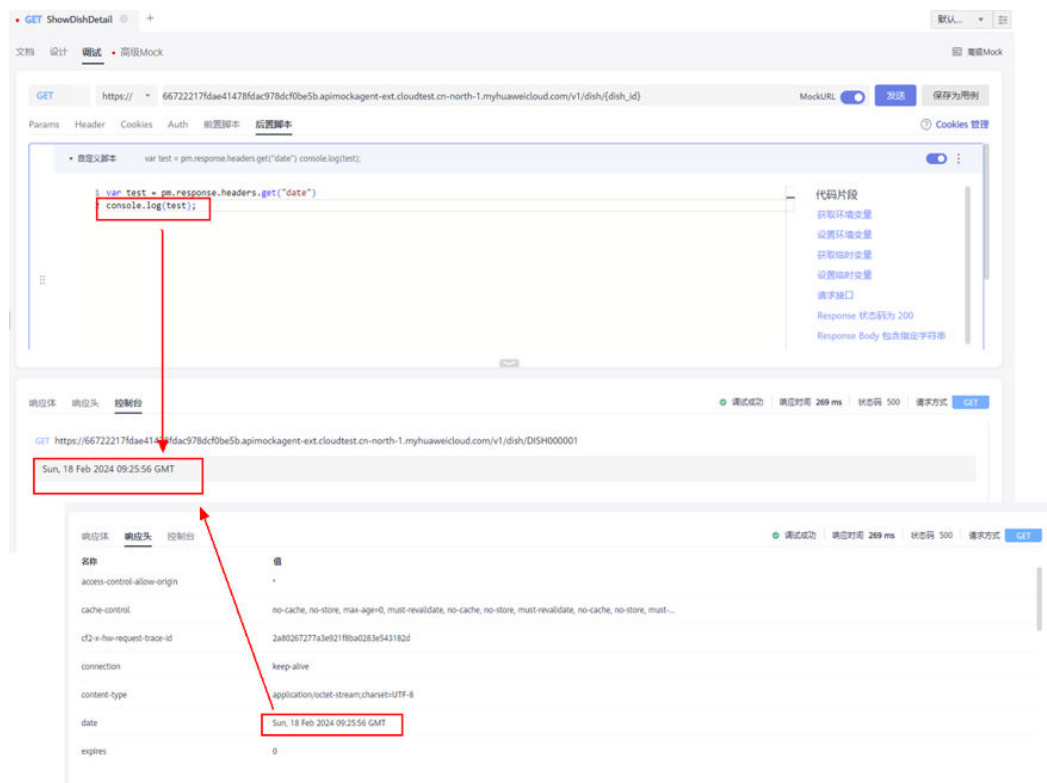 GET ShowDishDetail
+
默认...
文档 设计 调试 高级Mock
高级Mock
GET https:// 66722217fdae41478fdac978dcf0be5b.apimockagent-ext.cloudtest.cn-north-1.myhuaweicloud.com/v1/dish/{dish_id}
MockURL 发送 保存为用例
Params Header Cookies Auth 前置脚本 后置脚本
Cookies 管理
自定义脚本 var test = pm.response.headers.get("date") console.log(test);
1 var test = pm.response.headers.get("date")
2 console.log(test);
代码片段
获取环境变量
设置环境变量
获取临时变量
设置临时变量
请求接口
Response 状态码为 200
Response Body 包含指定字符串
响应体 响应头 控制台
调试成功 响应时间 269 ms 状态码 500 请求方式 GET
GET https://66722217fdae41478fdac978dcf0be5b.apimockagent-ext.cloudtest.cn-north-1.myhuaweicloud.com/v1/dish/DISH000001
Sun, 18 Feb 2024 09:25:56 GMT
响应体 响应头 控制台
调试成功 响应时间 269 ms 状态码 500 请求方式 GET
名称 值
access-control-allow-origin *
cache-control no-cache, no-store, max-age=0, must-revalidate, no-cache, no-store, must-revalidate, no-cache, no-store, must-...
cf2-x-hw-request-trace-id 2a80267277a3e921f8ba0283e543182d
connection keep-alive
content-type application/octet-stream;charset=UTF-8
date Sun, 18 Feb 2024 09:25:56 GMT
expires 0